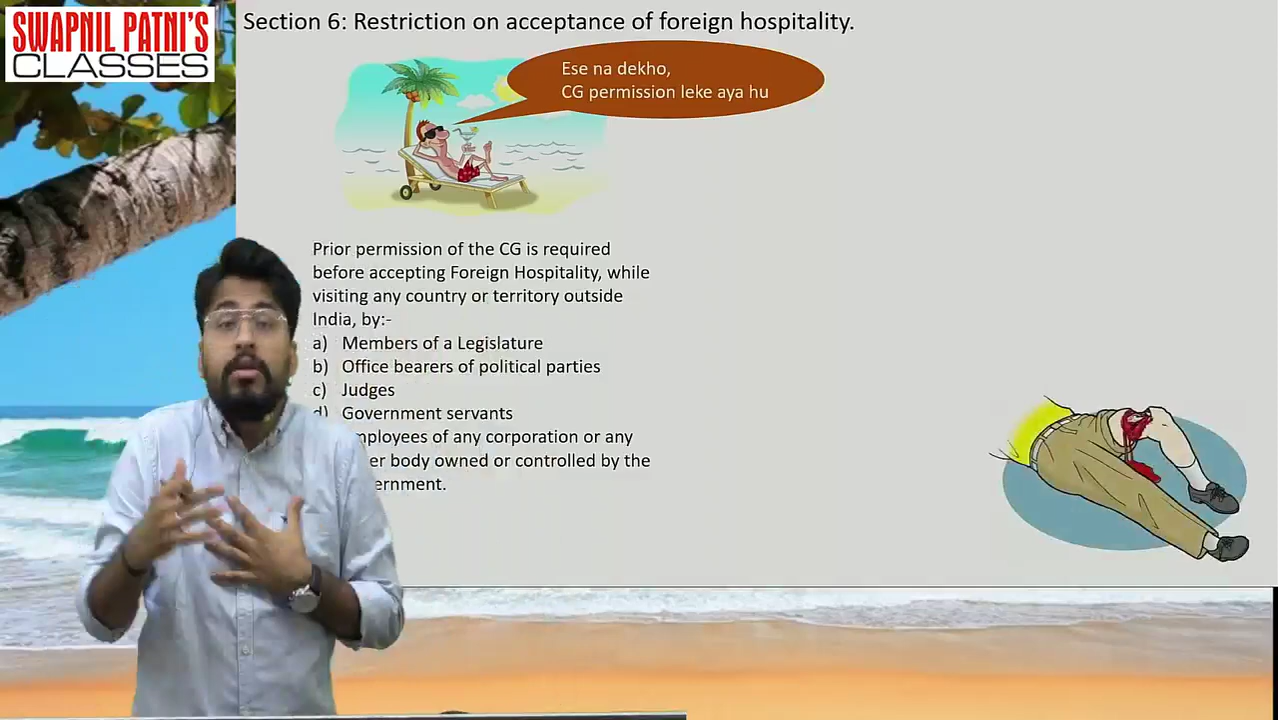 SWAPNIL PATNI'S
CLASSES
Section 6: Restriction on acceptance of foreign hospitality.
Ese na dekho,
CG permission leke aya hu
Prior permission of the CG is required
before accepting Foreign Hospitality, while
visiting any country or territory outside
India, by:-
a) Members of a Legislature
b) Office bearers of political parties
c) Judges
d) Government servants
of any corporation or any
body owned or controlled by the